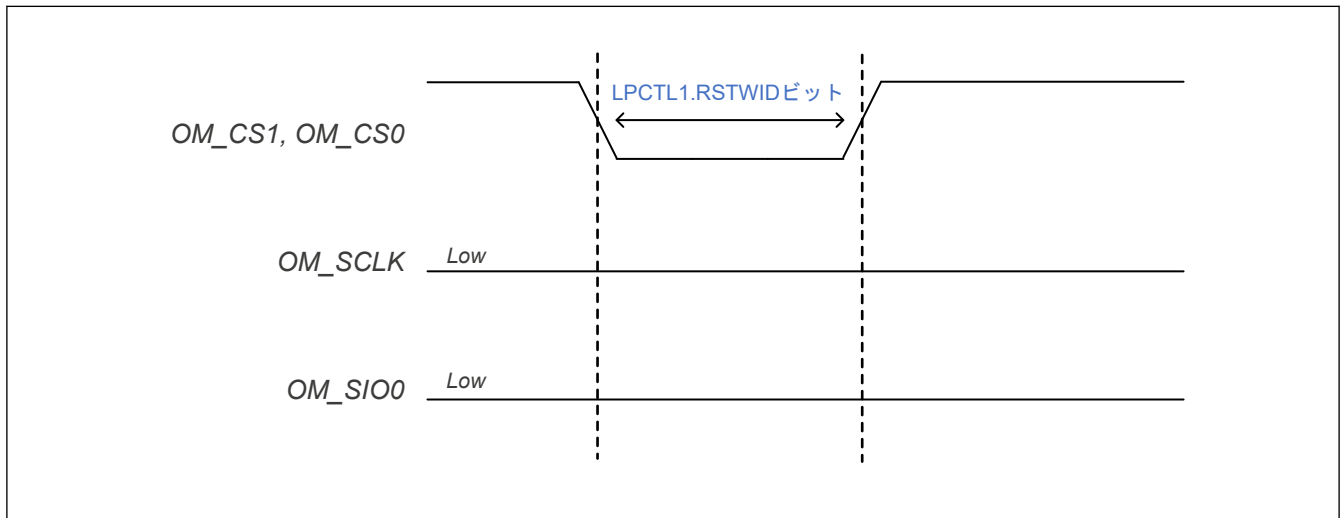 LPCTL1.RSTWIDビット
OM_CS1, OM_CS0
OM_SCLK Low
OM_SIO0 Low